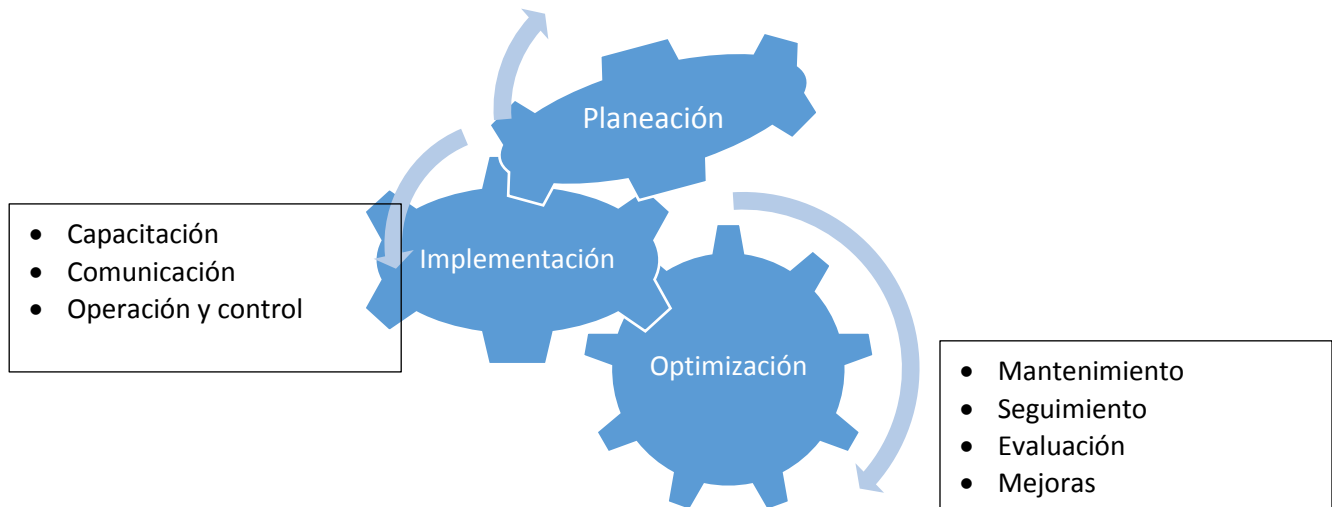 Planeación
• Capacitación
• Comunicación
• Operación y control
Implementación
Optimización
• Mantenimiento
• Seguimiento
• Evaluación
• Mejoras